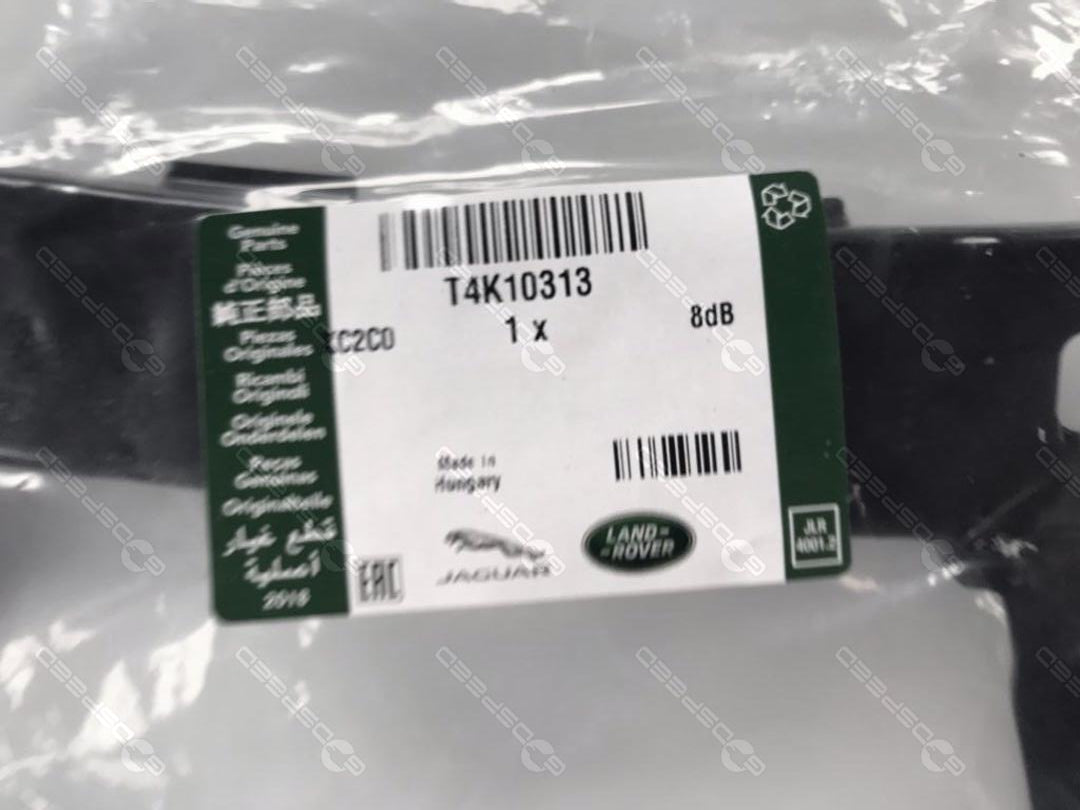 Genuine
Parts
Pièces
d'Origine
純正部品
Piezas
Originales
Ricambi
Originali
Originele
Onderdelen
Peças
Genuínas
Originalteile
قطع غيار
أصلية
2016
T4K10313
1 x
8dB
C2C0
Made in
Hungary
EAC
JAGUAR
LAND-
-ROVER
JLR
4001.2